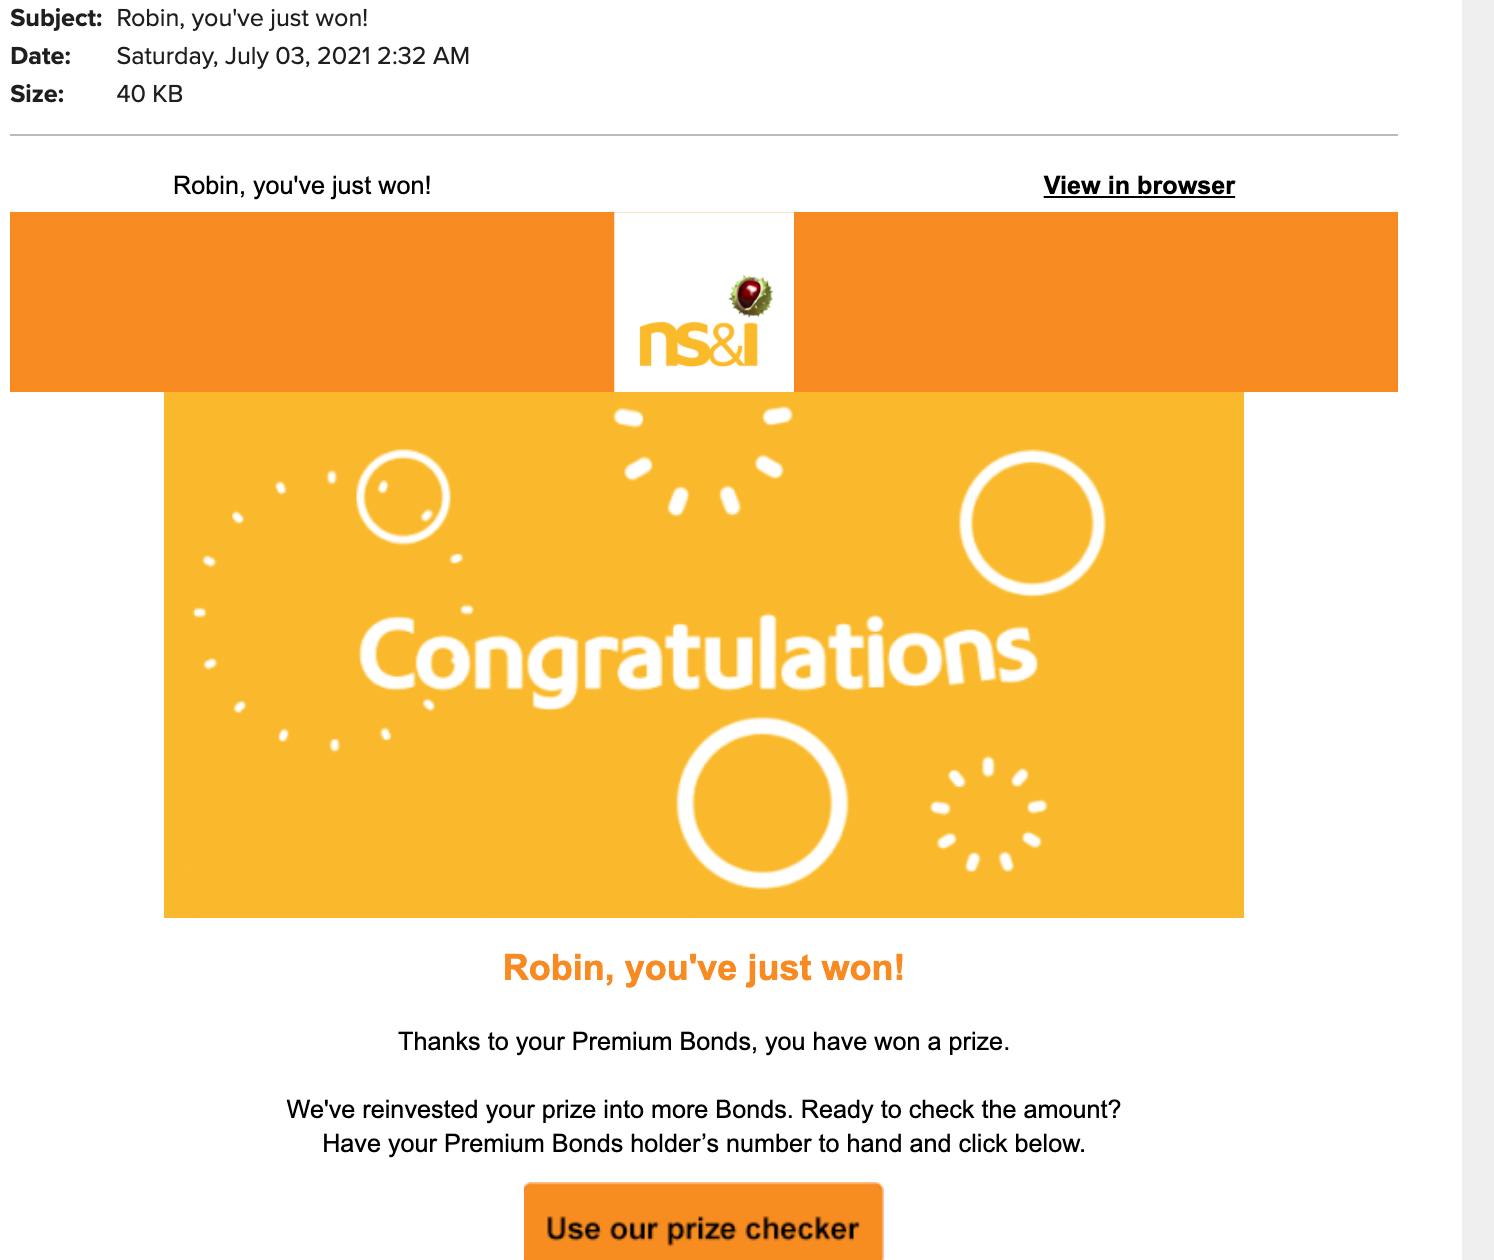 Subject: Robin, you've just won!
Date: Saturday, July 03, 2021 2:32 AM
Size: 40 KB
Robin, you've just won! View in browser
ns&i
Congratulations
Robin, you've just won!
Thanks to your Premium Bonds, you have won a prize.
We've reinvested your prize into more Bonds. Ready to check the amount?
Have your Premium Bonds holder’s number to hand and click below.
Use our prize checker